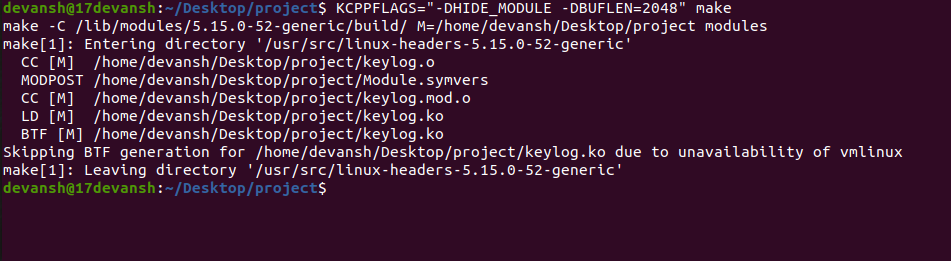 devansh@17devansh:~/Desktop/project$ KCPPFLAGS="-DHIDE_MODULE -DBUFLEN=2048" make
make -C /lib/modules/5.15.0-52-generic/build/ M=/home/devansh/Desktop/project modules
make[1]: Entering directory '/usr/src/linux-headers-5.15.0-52-generic'
  CC [M]  /home/devansh/Desktop/project/keylog.o
  MODPOST /home/devansh/Desktop/project/Module.symvers
  CC [M]  /home/devansh/Desktop/project/keylog.mod.o
  LD [M]  /home/devansh/Desktop/project/keylog.ko
  BTF [M] /home/devansh/Desktop/project/keylog.ko
Skipping BTF generation for /home/devansh/Desktop/project/keylog.ko due to unavailability of vmlinux
make[1]: Leaving directory '/usr/src/linux-headers-5.15.0-52-generic'
devansh@17devansh:~/Desktop/project$